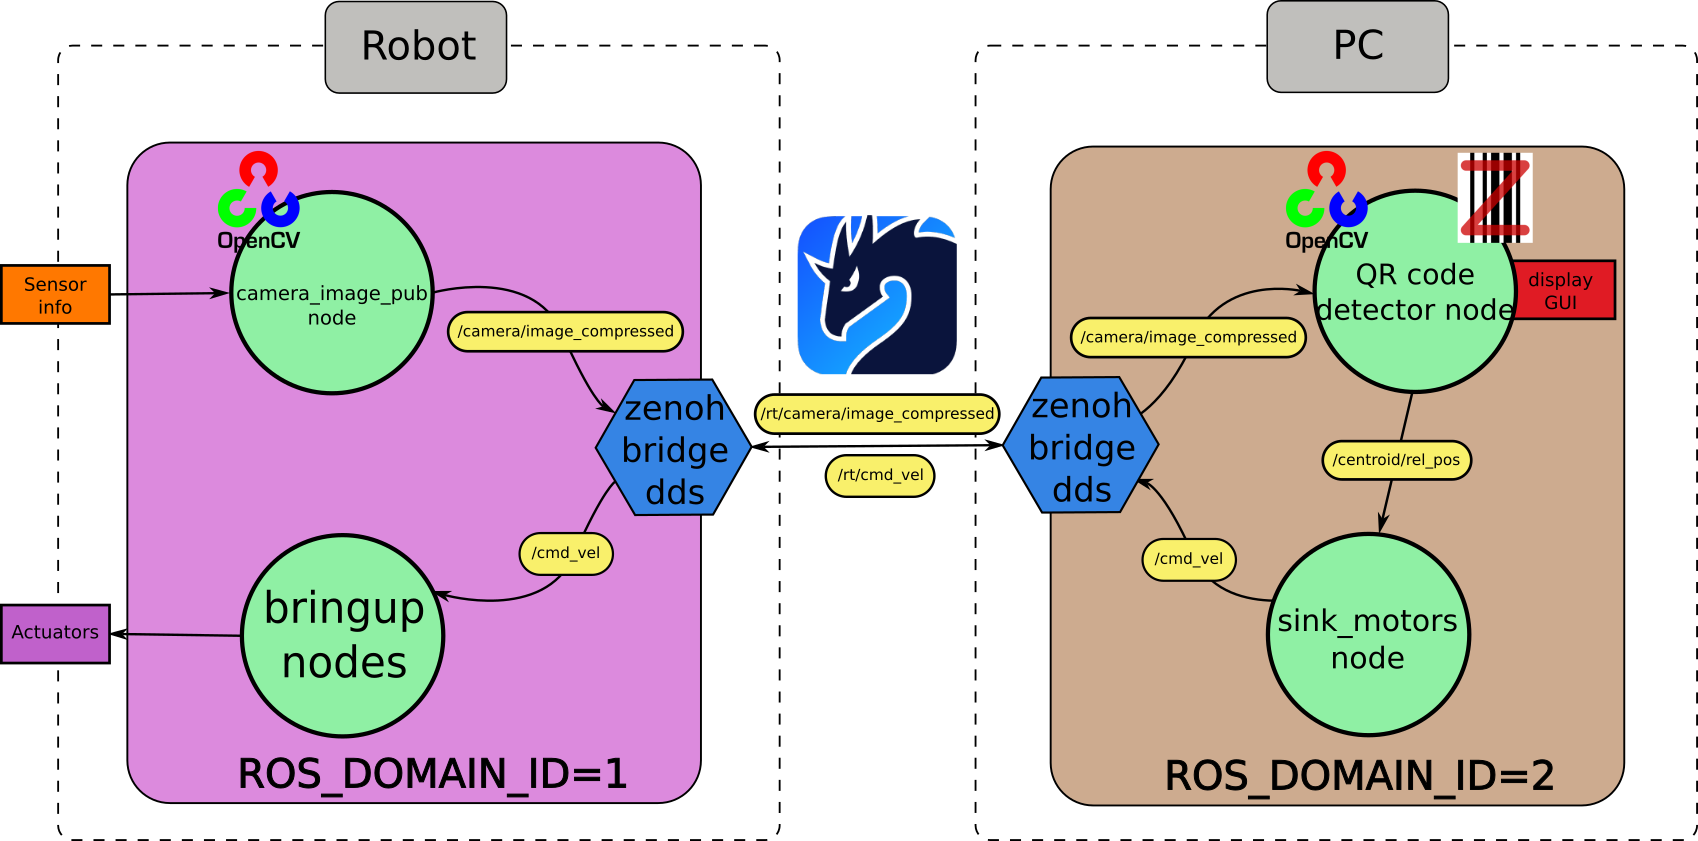 Robot
PC
OpenCV
Sensor
info
camera_image_pub
node
/camera/image_compressed
zenoh
bridge
dds
/cmd_vel
bringup
nodes
Actuators
ROS_DOMAIN_ID=1
/rt/camera/image_compressed
/rt/cmd_vel
OpenCV
Z
QR code
detector node
display
GUI
/camera/image_compressed
zenoh
bridge
dds
/centroid/rel_pos
/cmd_vel
sink_motors
node
ROS_DOMAIN_ID=2